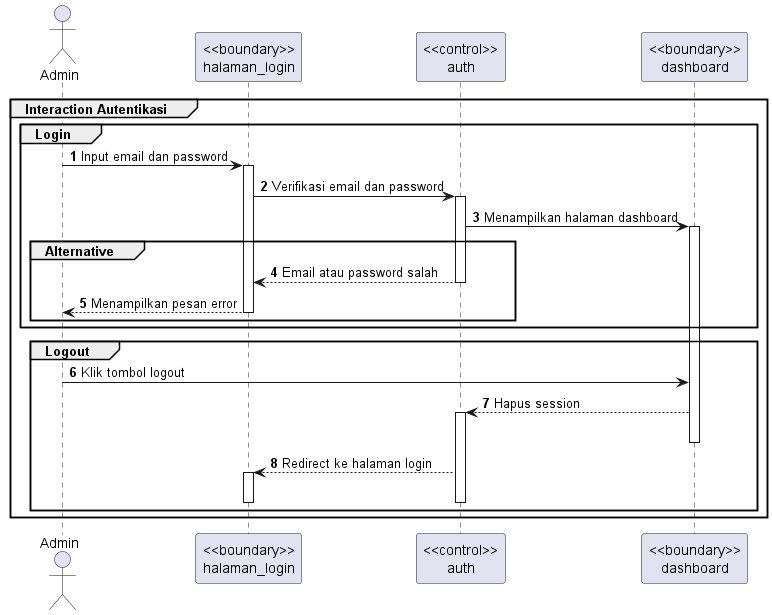 Admin
<<boundary>>
halaman_login
<<control>>
auth
<<boundary>>
dashboard
Interaction Autentikasi
Login
1 Input email dan password
2 Verifikasi email dan password
3 Menampilkan halaman dashboard
Alternative
4 Email atau password salah
5 Menampilkan pesan error
Logout
6 Klik tombol logout
7 Hapus session
8 Redirect ke halaman login
Admin
<<boundary>>
halaman_login
<<control>>
auth
<<boundary>>
dashboard